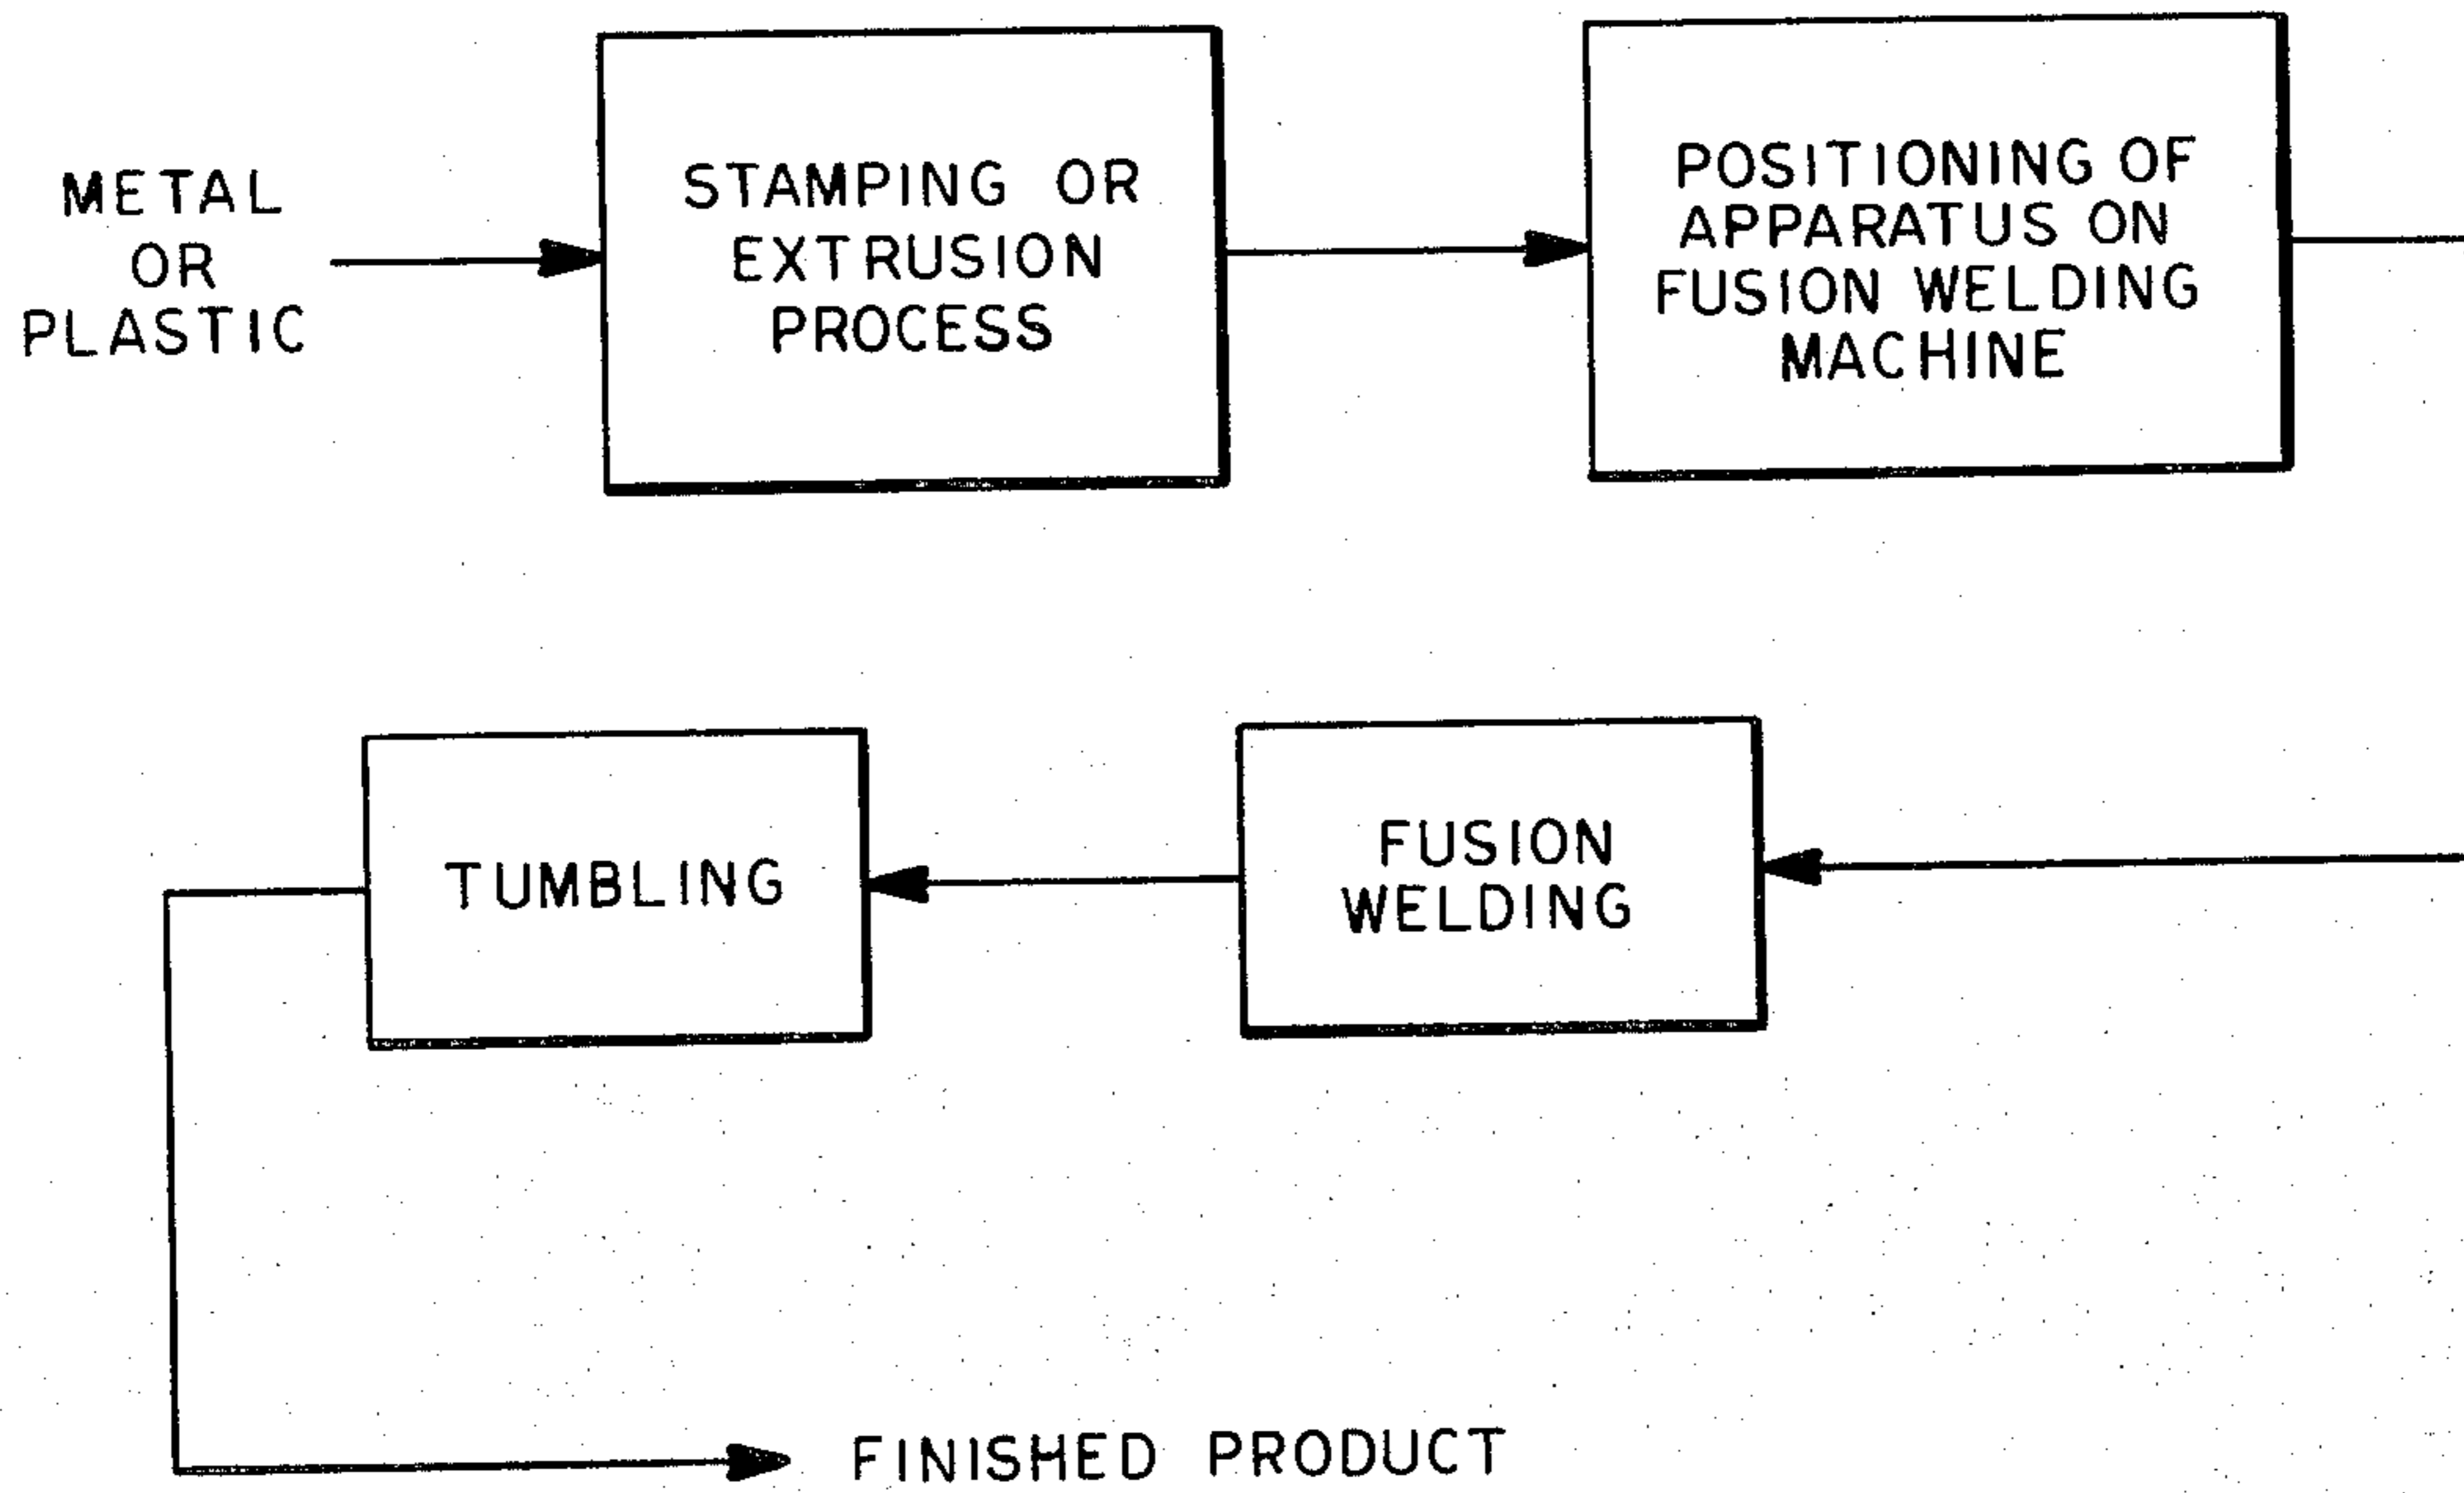 METAL
OR
PLASTIC
STAMPING OR
EXTRUSION
PROCESS
POSITIONING OF
APPARATUS ON
FUSION WELDING
MACHINE
FUSION
WELDING
TUMBLING
FINISHED PRODUCT